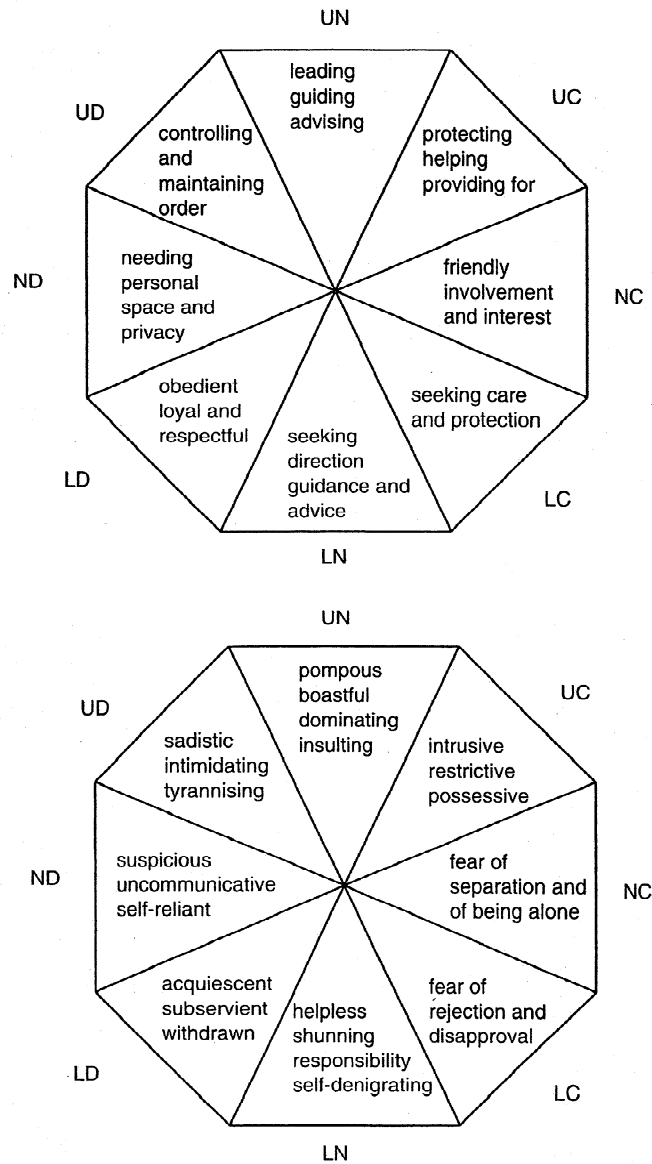 UN
UD
UC
leading
guiding
advising
controlling
and
maintaining
order
protecting
helping
providing for
ND
needing
personal
space and
privacy
friendly
involvement
and interest
NC
obedient
loyal and
respectful
seeking
direction
guidance and
advice
seeking care
and protection
LD
LC
LN
UN
UD
UC
pompous
boastful
dominating
insulting
sadistic
intimidating
tyrannising
intrusive
restrictive
possessive
ND
suspicious
uncommunicative
self-reliant
fear of
separation and
of being alone
NC
acquiescent
subservient
withdrawn
helpless
shunning
responsibility
self-denigrating
fear of
rejection and
disapproval
LD
LC
LN